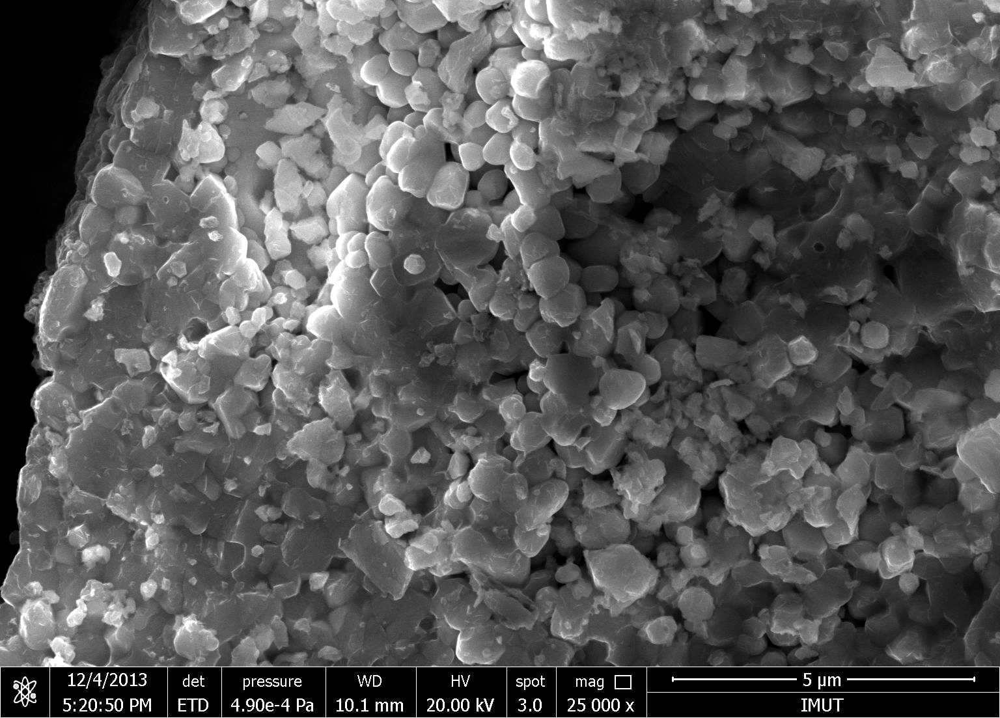 12/4/2013
5:20:50 PM
det
ETD
pressure
4.90e-4 Pa
WD
10.1 mm
HV
20.00 kV
spot
3.0
mag
25 000 x
5 µm
IMUT